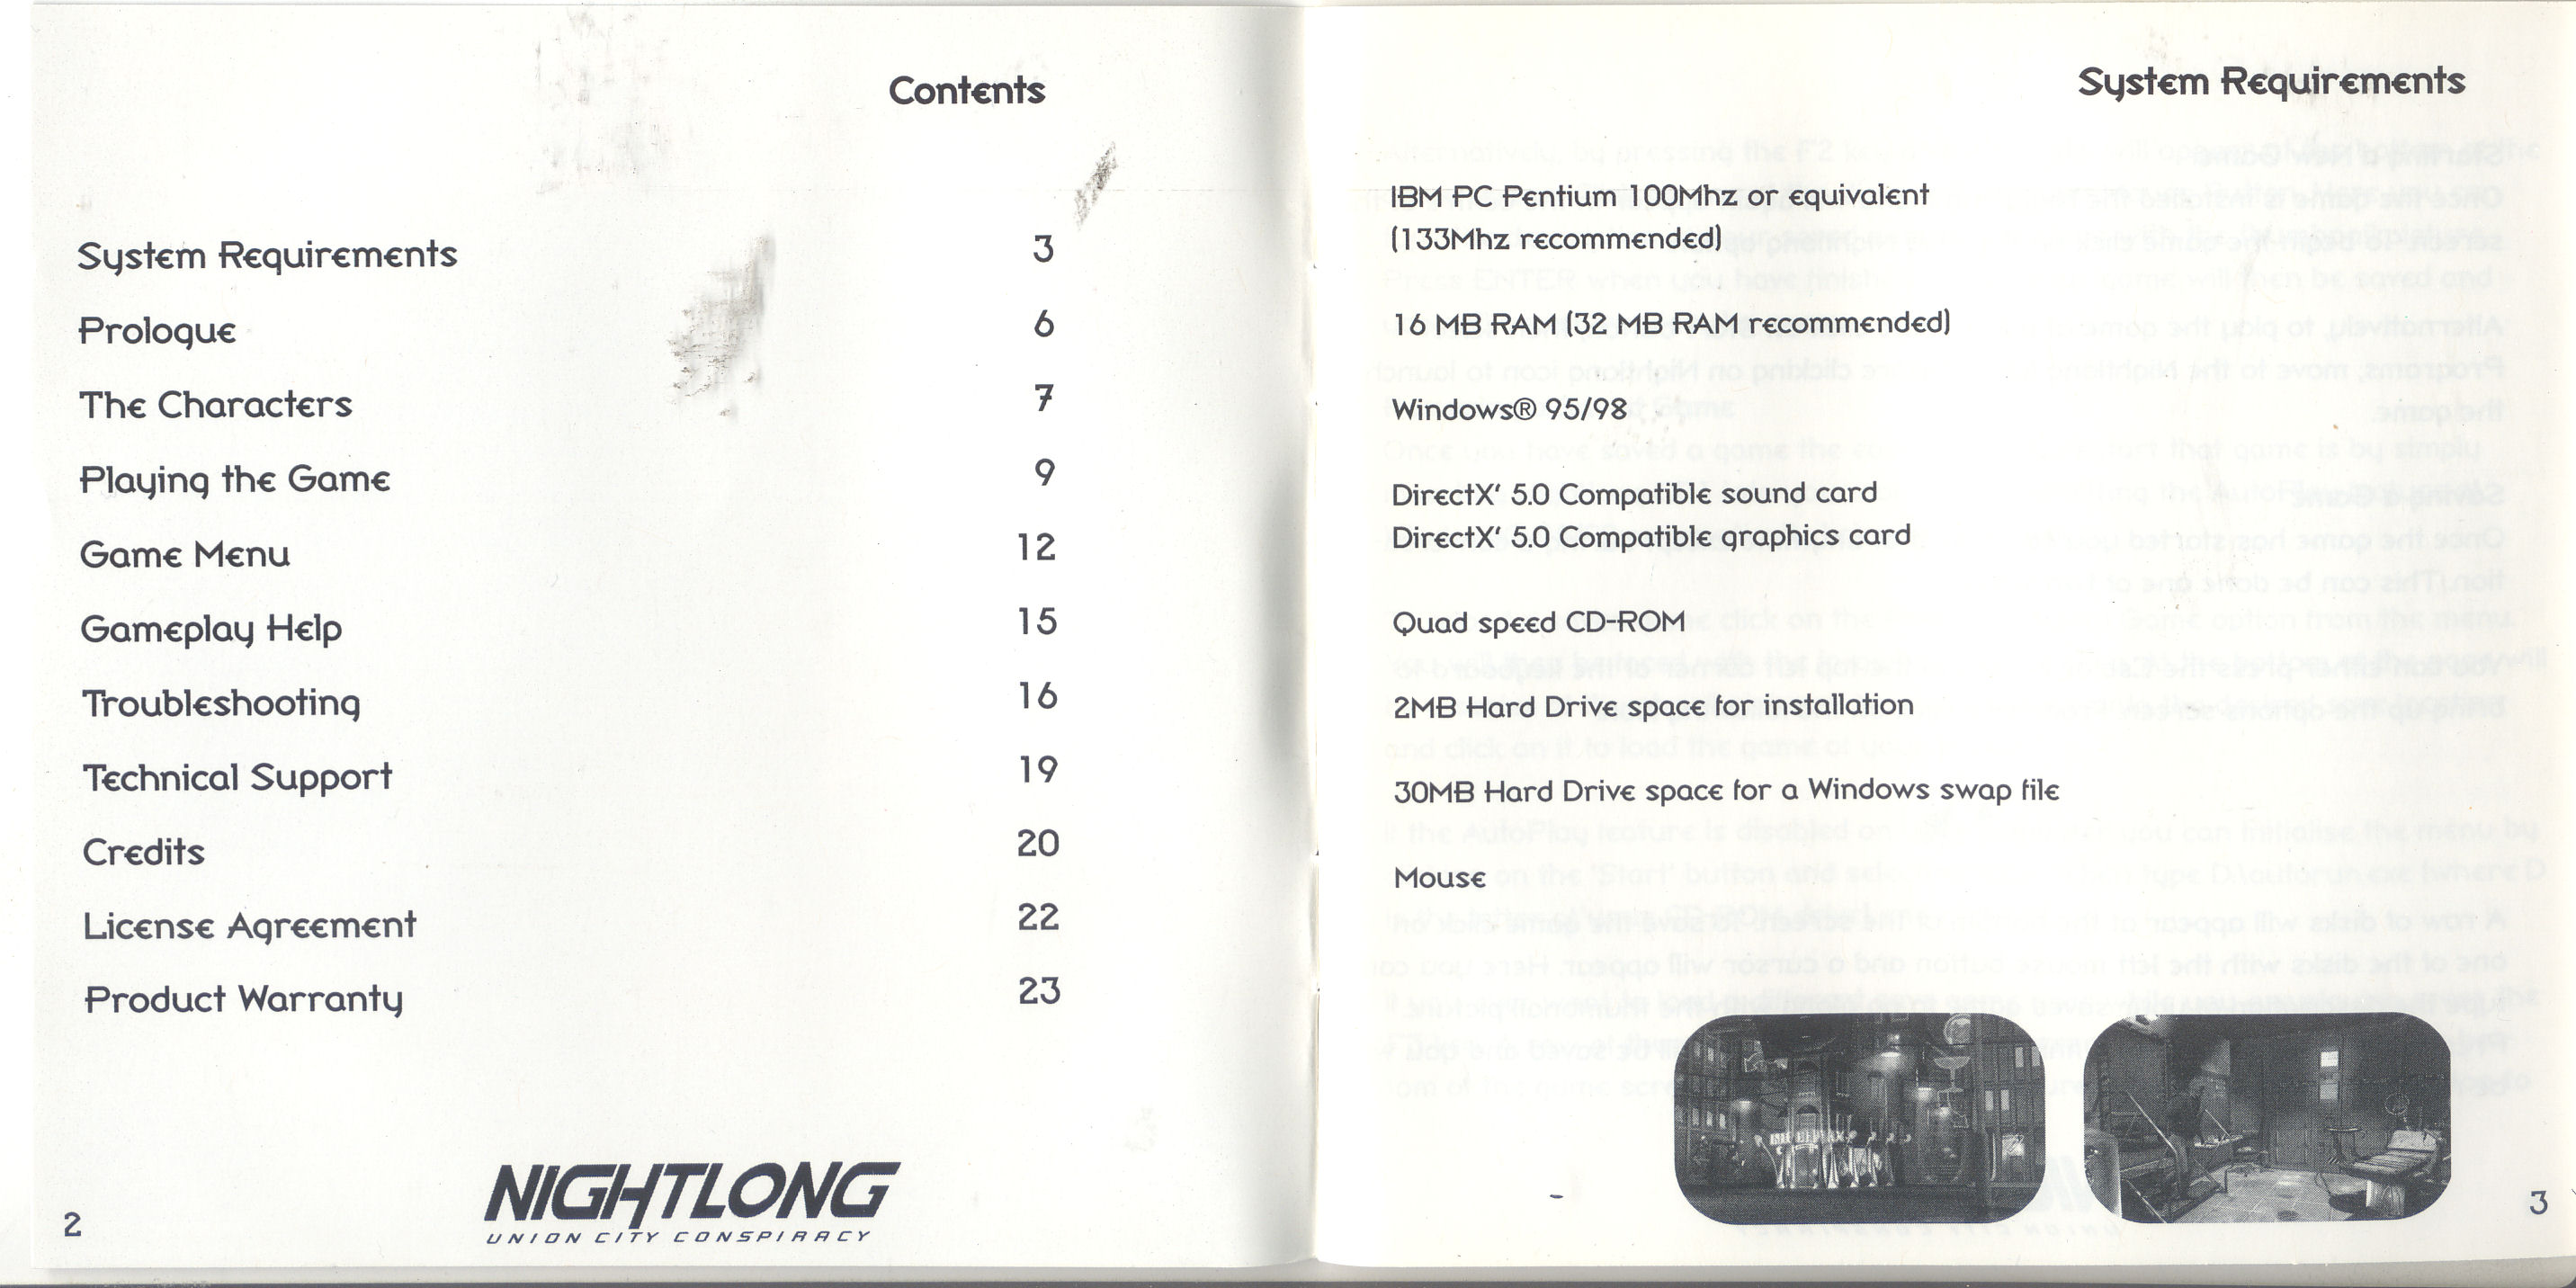 Contents
System Requirements 3
Prologue 6
The Characters 7
Playing the Game 9
Game Menu 12
Gameplay Help 15
Troubleshooting 16
Technical Support 19
Credits 20
License Agreement 22
Product Warranty 23
NIGHTLONG
UNION CITY CONSPIRACY
2
System Requirements
IBM PC Pentium 100Mhz or equivalent
(133Mhz recommended)
16 MB RAM (32 MB RAM recommended)
Windows® 95/98
DirectX' 5.0 Compatible sound card
DirectX' 5.0 Compatible graphics card
Quad speed CD-ROM
2MB Hard Drive space for installation
30MB Hard Drive space for a Windows swap file
Mouse
3